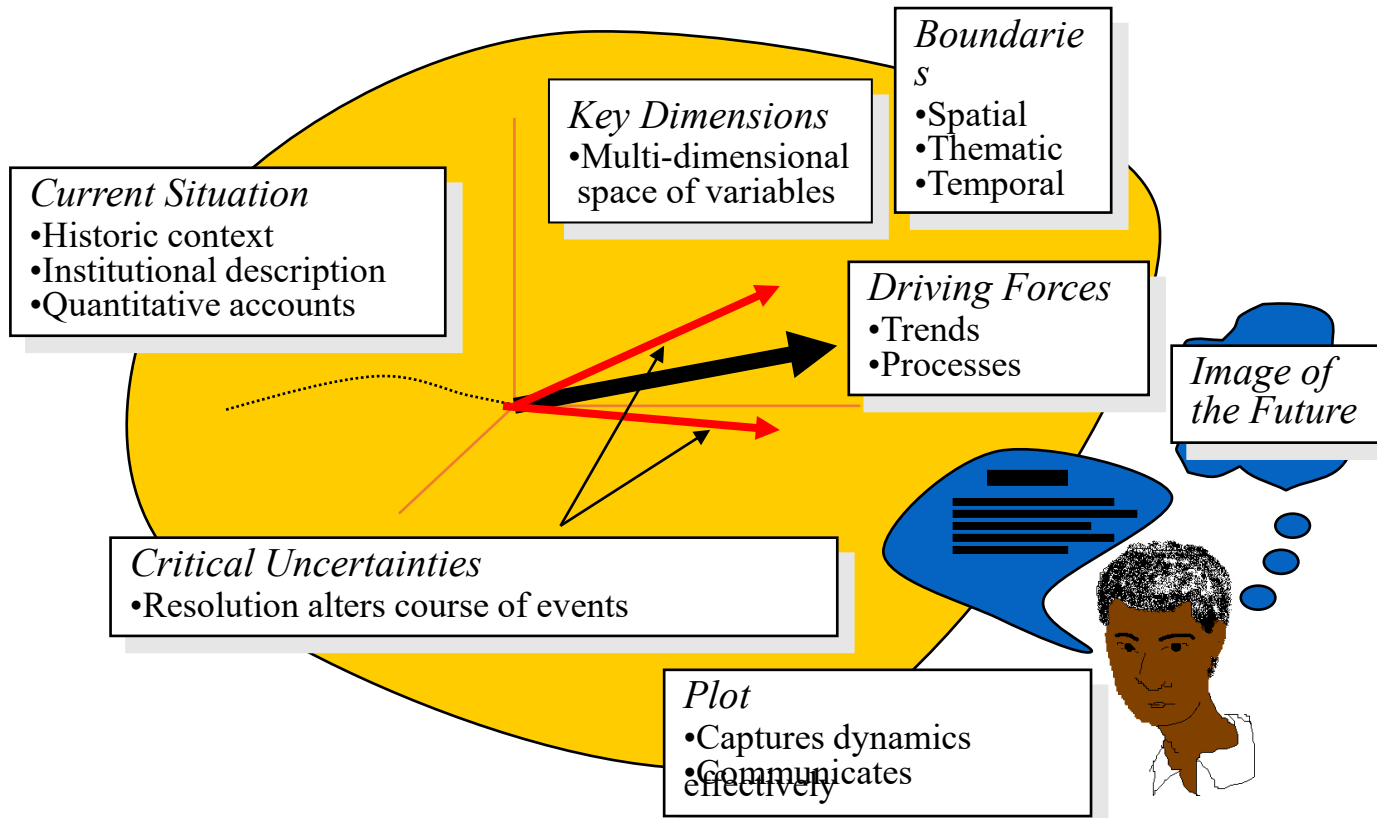 Boundarie
s
•Spatial
•Thematic
•Temporal
Key Dimensions
•Multi-dimensional
space of variables
Current Situation
•Historic context
•Institutional description
•Quantitative accounts
Driving Forces
•Trends
•Processes
Image of
the Future
Critical Uncertainties
•Resolution alters course of events
Plot
•Captures dynamics
•Communicates
effectively